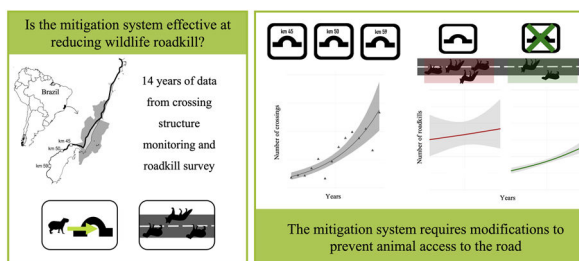 Is the mitigation system effective at
reducing wildlife roadkill?
Brazil
km 45
km 50
km 59
14 years of data
from crossing
structure
monitoring and
roadkill survey
km 45
km 50
km 59
Number of crossings
Years
Number of roadkills
Years
The mitigation system requires modifications to
prevent animal access to the road